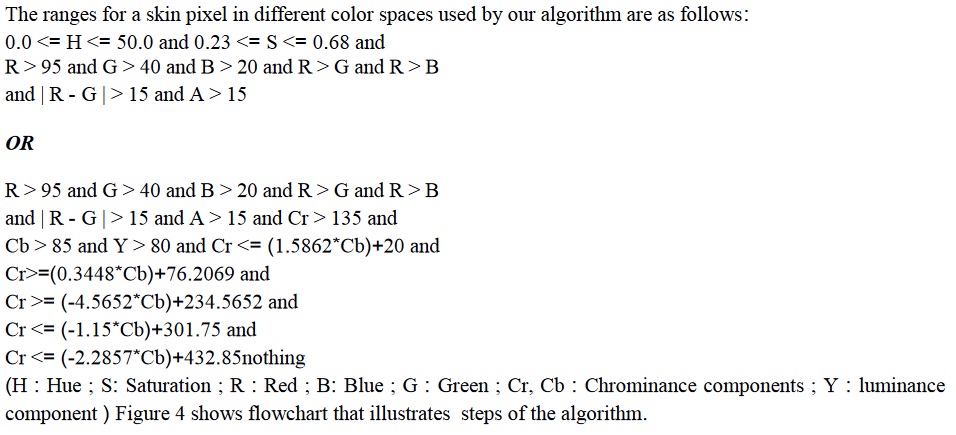 The ranges for a skin pixel in different color spaces used by our algorithm are as follows:
0.0 <= H <= 50.0 and 0.23 <= S <= 0.68 and
R > 95 and G > 40 and B > 20 and R > G and R > B
and | R - G | > 15 and A > 15
OR
R > 95 and G > 40 and B > 20 and R > G and R > B
and | R - G | > 15 and A > 15 and Cr > 135 and
Cb > 85 and Y > 80 and Cr <= (1.5862*Cb)+20 and
Cr>=(0.3448*Cb)+76.2069 and
Cr >= (-4.5652*Cb)+234.5652 and
Cr <= (-1.15*Cb)+301.75 and
Cr <= (-2.2857*Cb)+432.85nothing
(H : Hue ; S: Saturation ; R : Red ; B: Blue ; G : Green ; Cr, Cb : Chrominance components ; Y : luminance
component ) Figure 4 shows flowchart that illustrates steps of the algorithm.